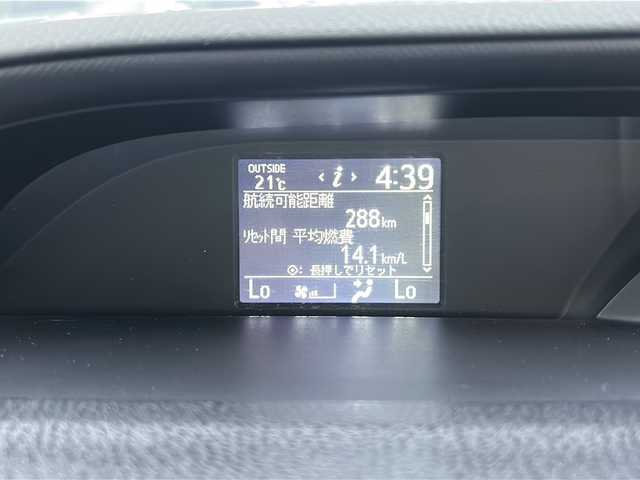 OUTSIDE
21℃
‹ i › 4:39
航続可能距離
288km
リセット間 平均燃費
14.1km/L
◎: 長押しでリセット
Lo Lo